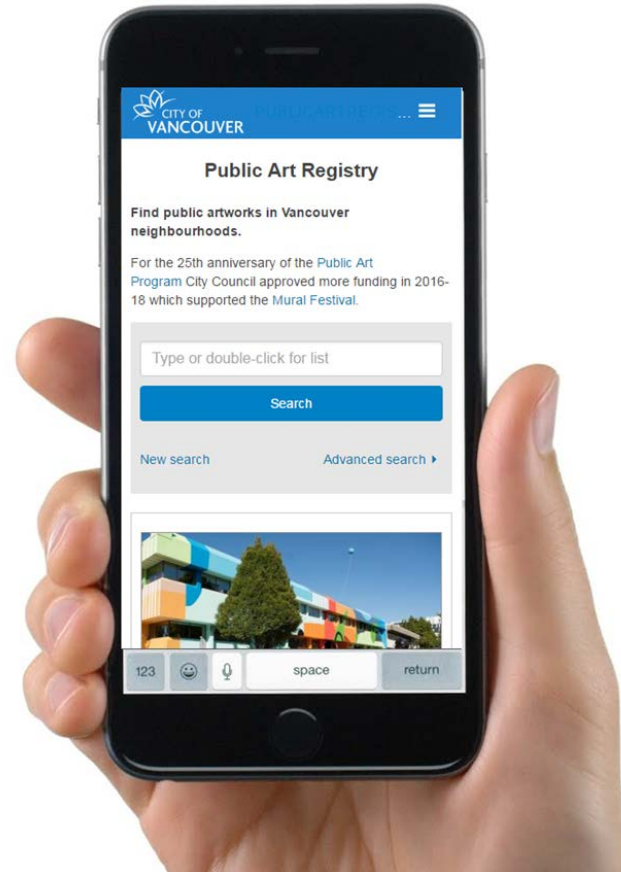 CITY OF
VANCOUVER
... 
Public Art Registry
Find public artworks in Vancouver
neighbourhoods.
For the 25th anniversary of the Public Art
Program City Council approved more funding in 2016-
18 which supported the Mural Festival.
Type or double-click for list
Search
New search
Advanced search
123
space
return